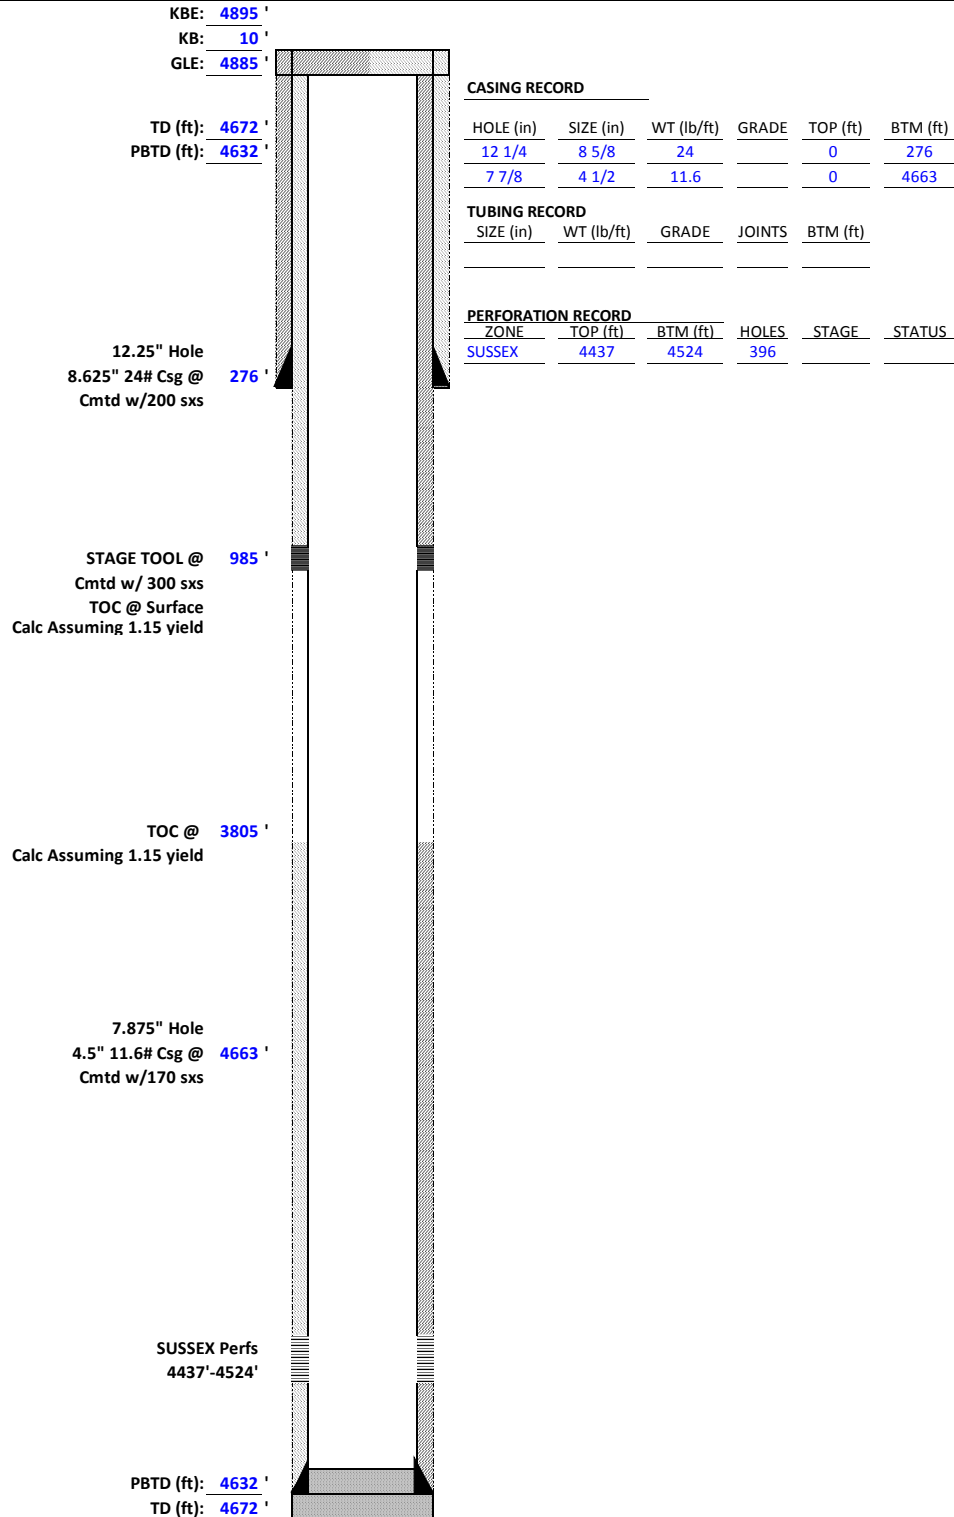 KBE: 4895 '
KB: 10 '
GLE: 4885 '
CASING RECORD
TD (ft): 4672 '
PBTD (ft): 4632 '
HOLE (in) SIZE (in) WT (lb/ft) GRADE TOP (ft) BTM (ft)
12 1/4 8 5/8 24 0 276
7 7/8 4 1/2 11.6 0 4663
TUBING RECORD
SIZE (in) WT (lb/ft) GRADE JOINTS BTM (ft)
PERFORATION RECORD
ZONE TOP (ft) BTM (ft) HOLES STAGE STATUS
SUSSEX 4437 4524 396
12.25" Hole
8.625" 24# Csg @ 276 '
Cmtd w/200 sxs
STAGE TOOL @ 985 '
Cmtd w/ 300 sxs
TOC @ Surface
Calc Assuming 1.15 yield
TOC @ 3805 '
Calc Assuming 1.15 yield
7.875" Hole
4.5" 11.6# Csg @ 4663 '
Cmtd w/170 sxs
SUSSEX Perfs
4437'-4524'
PBTD (ft): 4632 '
TD (ft): 4672 '